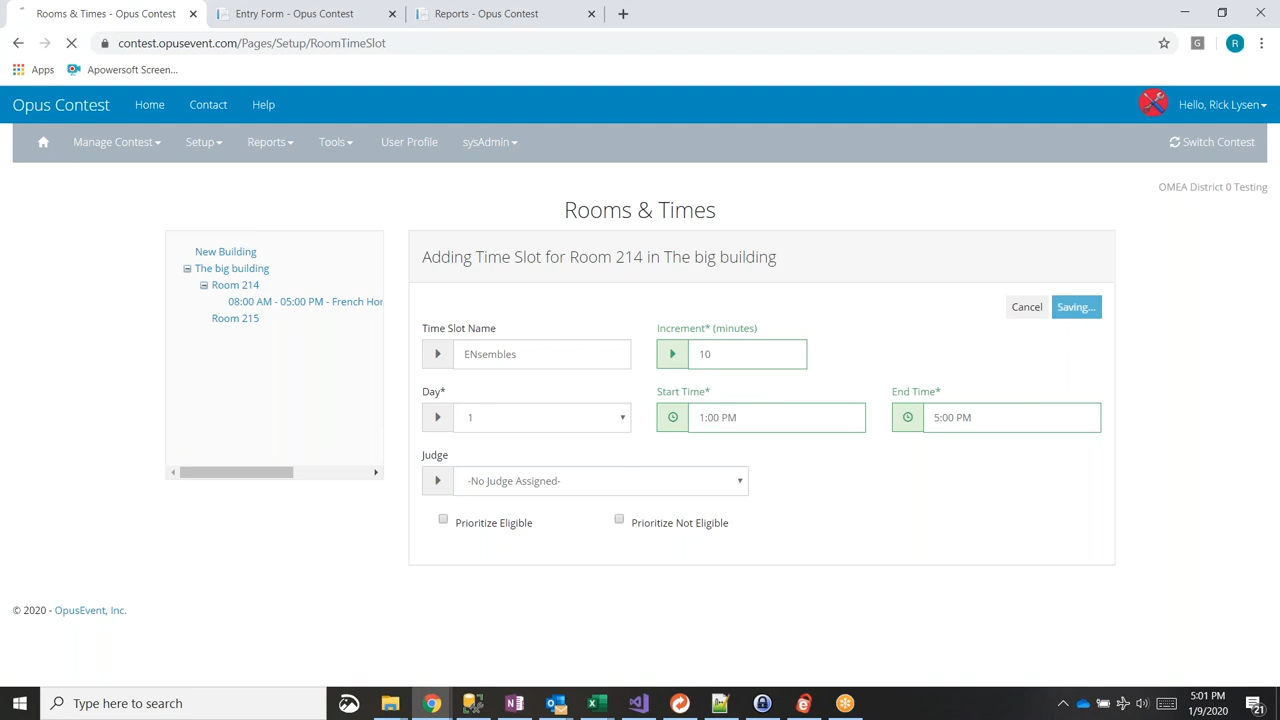 Rooms & Times - Opus Contest
Entry Form - Opus Contest
Reports - Opus Contest
contest.opusevent.com/Pages/Setup/RoomTimeSlot
G
R
Apps
Apowersoft Screen...
Opus Contest
Home
Contact
Help
Hello, Rick Lysen
Manage Contest
Setup
Reports
Tools
User Profile
sysAdmin
Switch Contest
OMEA District 0 Testing
Rooms & Times
New Building
The big building
Room 214
08:00 AM - 05:00 PM - French Hor
Room 215
Adding Time Slot for Room 214 in The big building
Cancel
Saving...
Time Slot Name
Increment* (minutes)
ENsembles
10
Day*
Start Time*
End Time*
1
1:00 PM
5:00 PM
Judge
-No Judge Assigned-
Prioritize Eligible
Prioritize Not Eligible
© 2020 - OpusEvent, Inc.
Type here to search
5:01 PM
1/9/2020
21